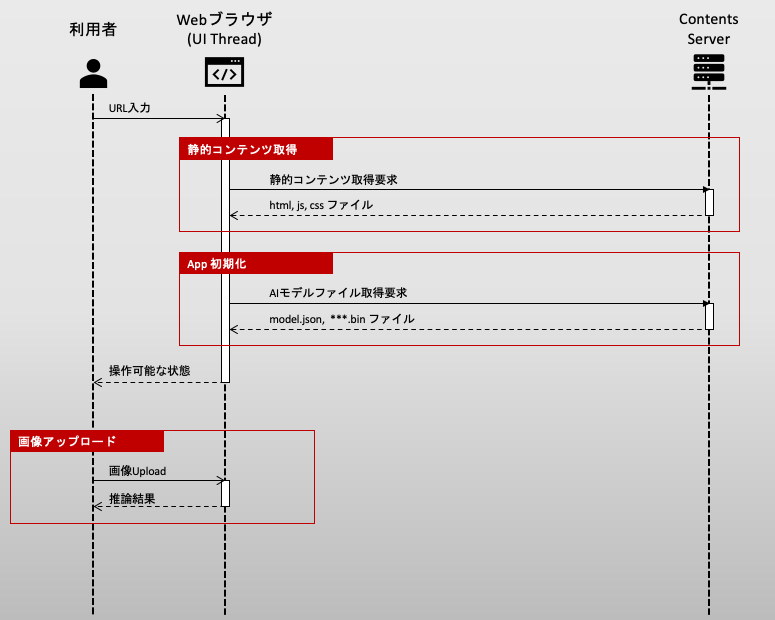 利用者
Webブラウザ
(UI Thread)
Contents
Server
URL入力
静的コンテンツ取得
静的コンテンツ取得要求
html, js, css ファイル
App 初期化
AIモデルファイル取得要求
model.json, ***.bin ファイル
操作可能な状態
画像アップロード
画像Upload
推論結果